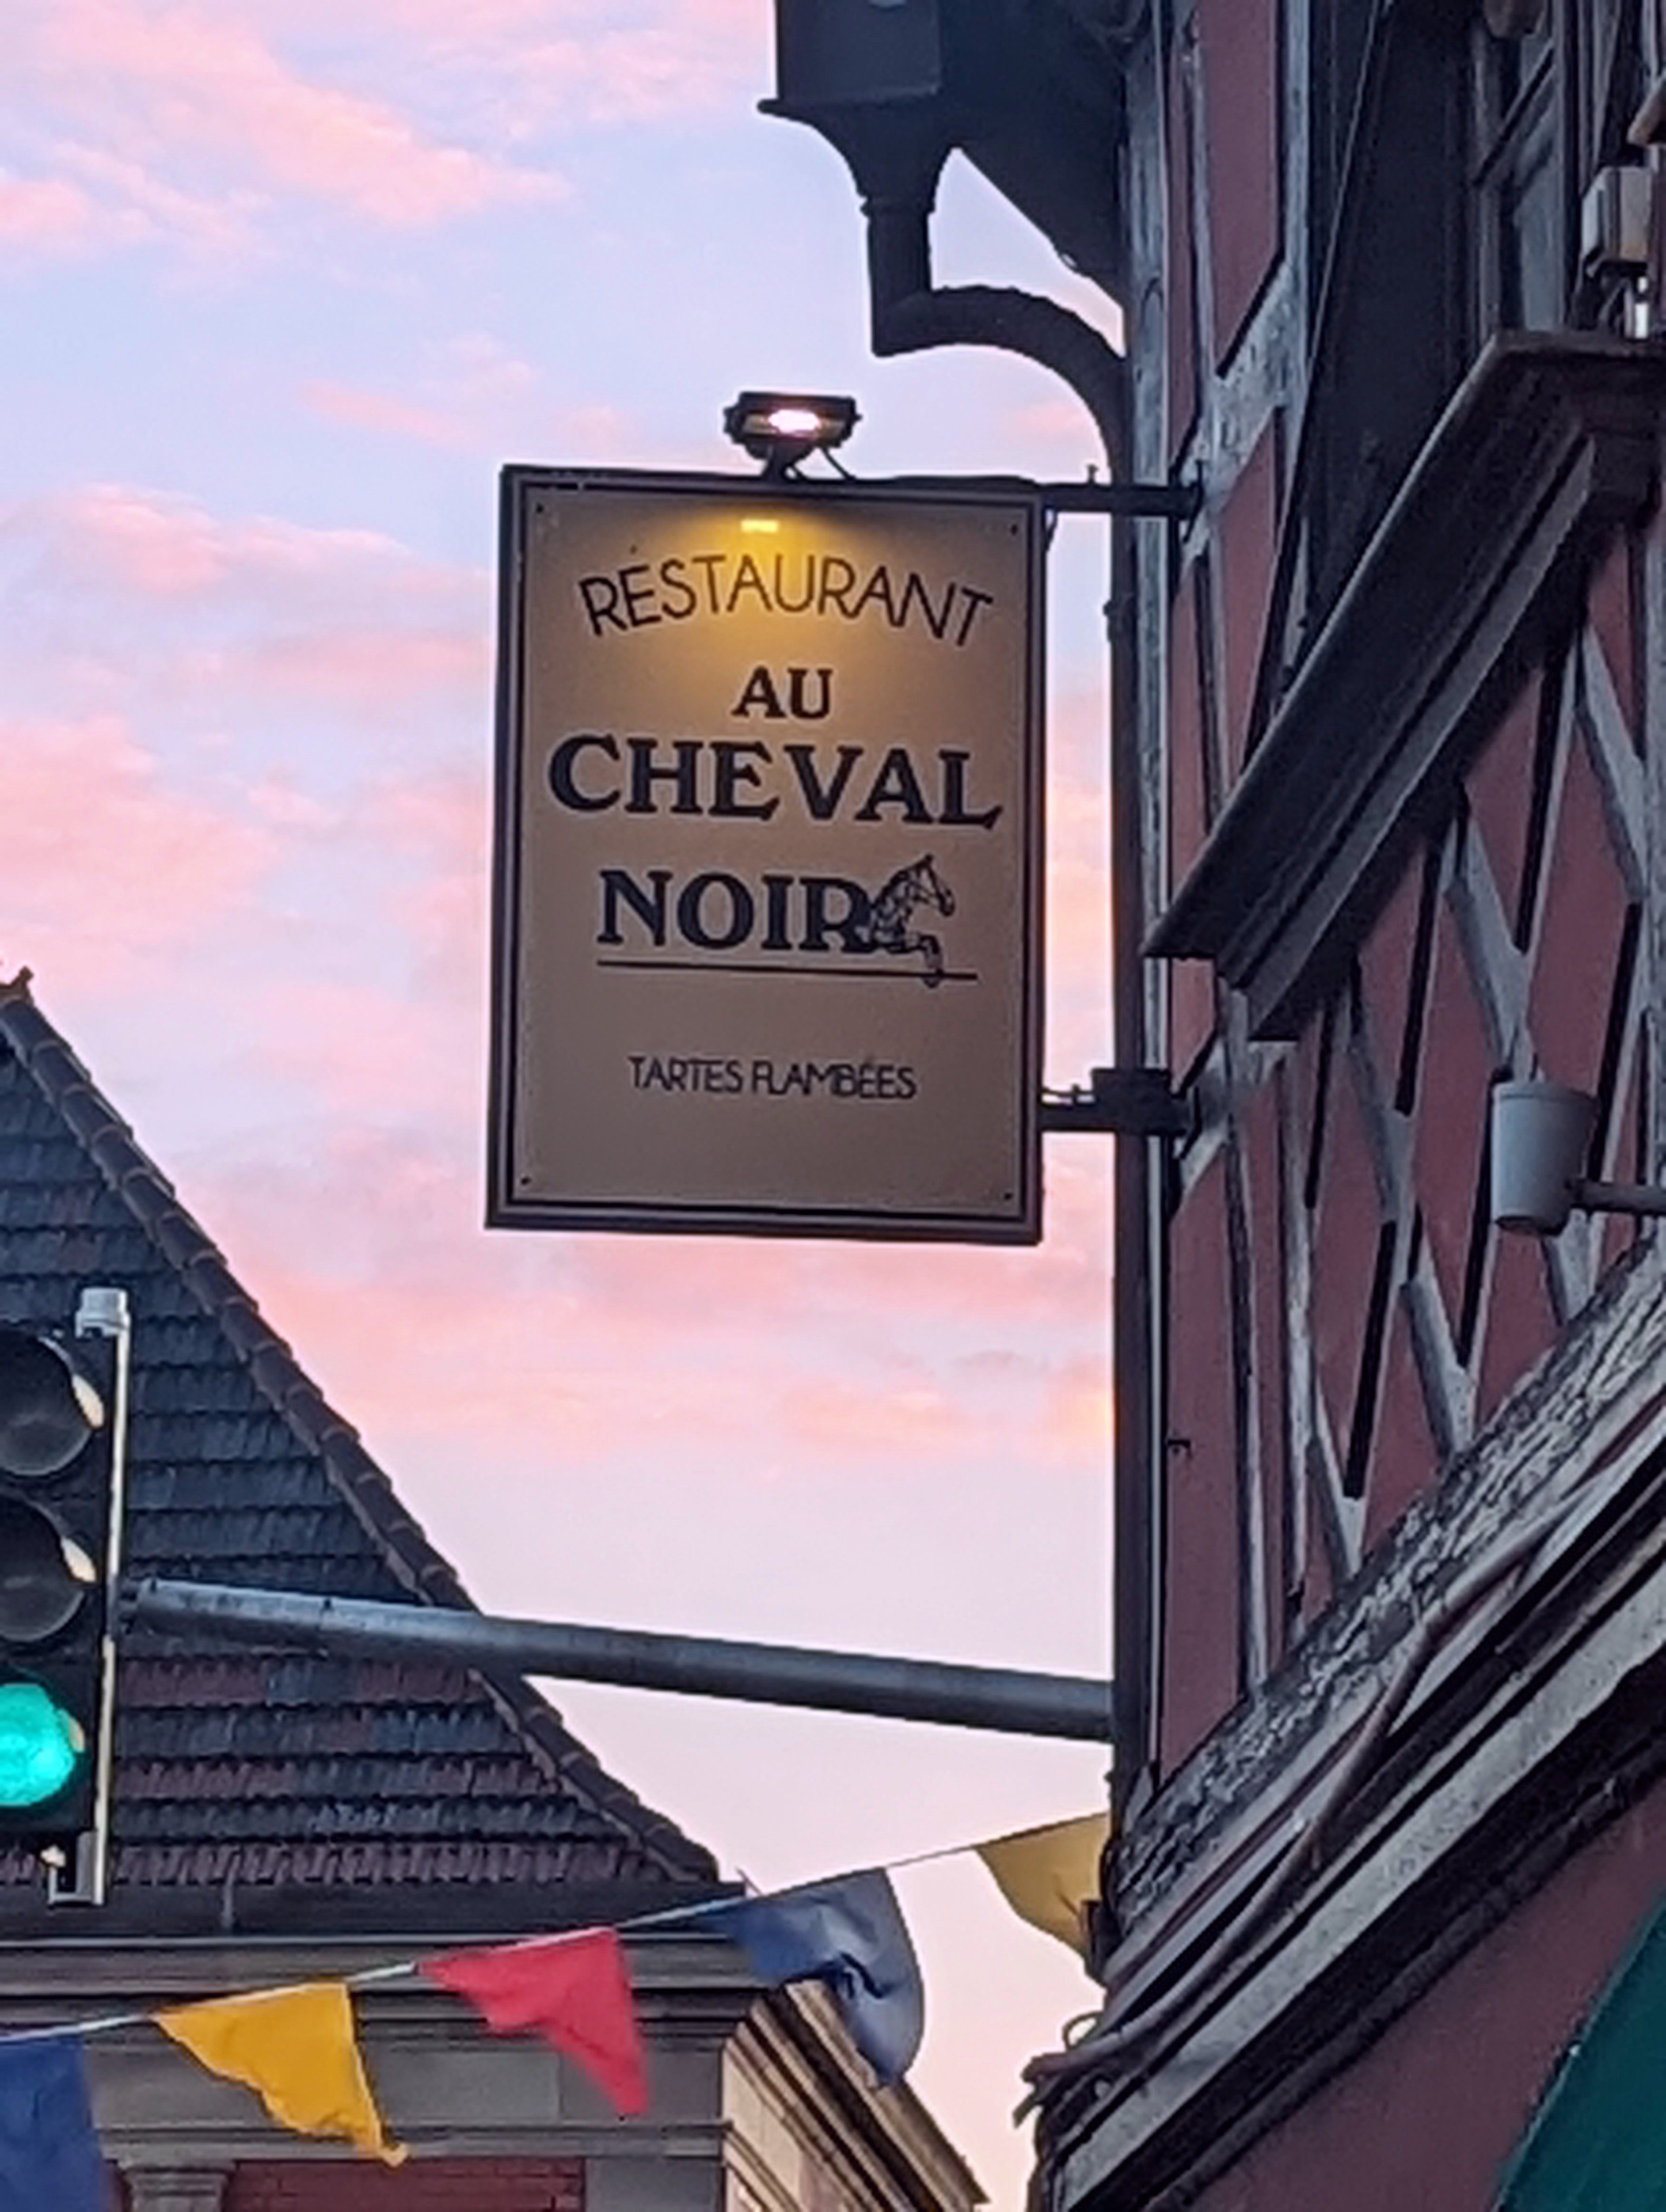 RESTAURANT
AU
CHEVAL
NOIR
TARTES FLAMBÉES